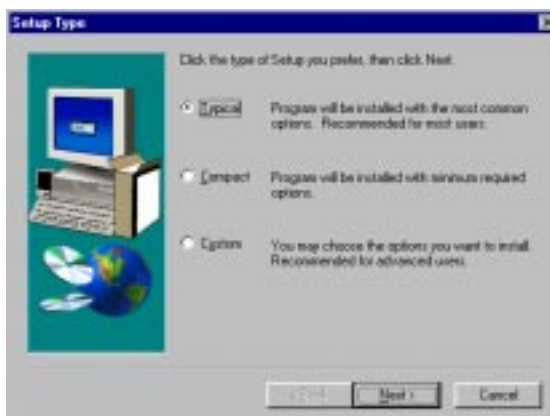 Setup Type
Click the type of Setup you prefer, then click Next.
Typical Program will be installed with the most common
options. Recommended for most users.
Compact Program will be installed with minimum required
options.
Custom You may choose the options you want to install.
Recommended for advanced users.
Next > Cancel